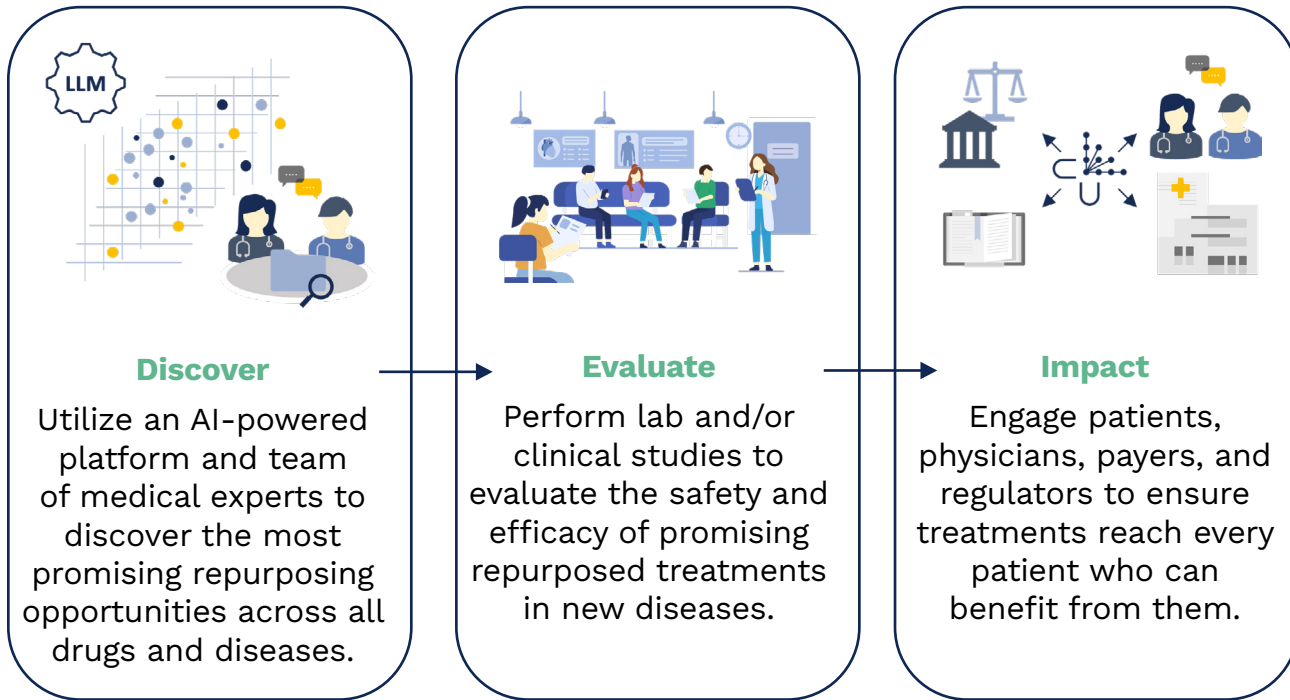 LLM
Discover
Utilize an AI-powered
platform and team
of medical experts to
discover the most
promising repurposing
opportunities across all
drugs and diseases.
Evaluate
Perform lab and/or
clinical studies to
evaluate the safety and
efficacy of promising
repurposed treatments
in new diseases.
Impact
Engage patients,
physicians, payers, and
regulators to ensure
treatments reach every
patient who can
benefit from them.